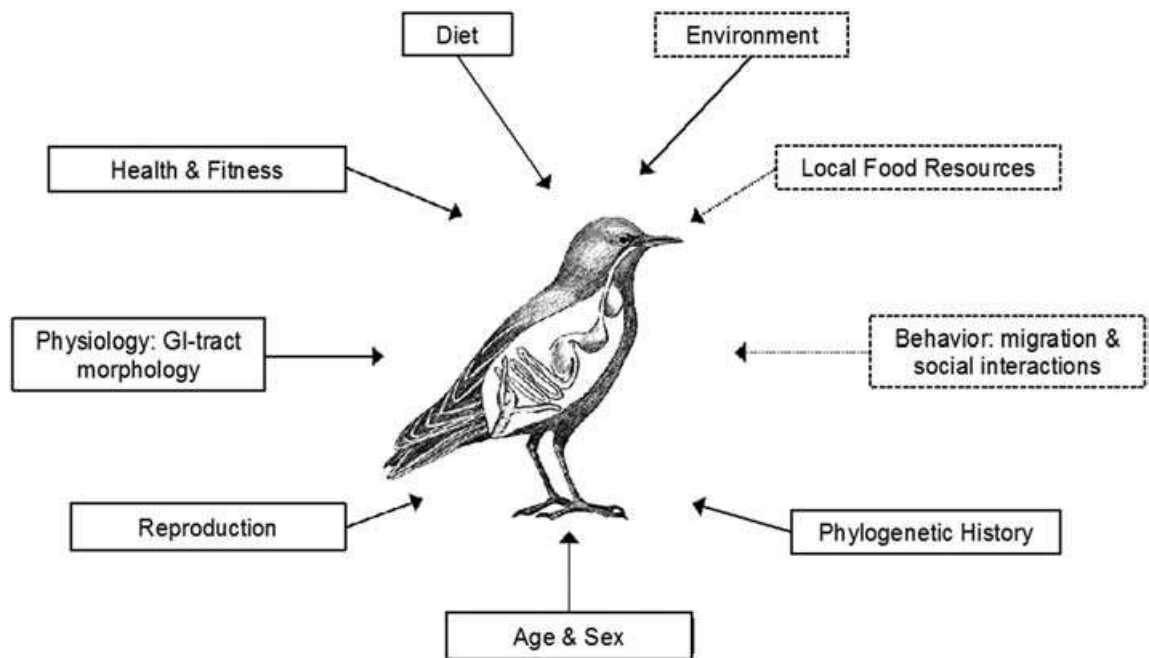 Diet
Environment
Health & Fitness
Local Food Resources
Physiology: GI-tract
morphology
Behavior: migration &
social interactions
Reproduction
Phylogenetic History
Age & Sex